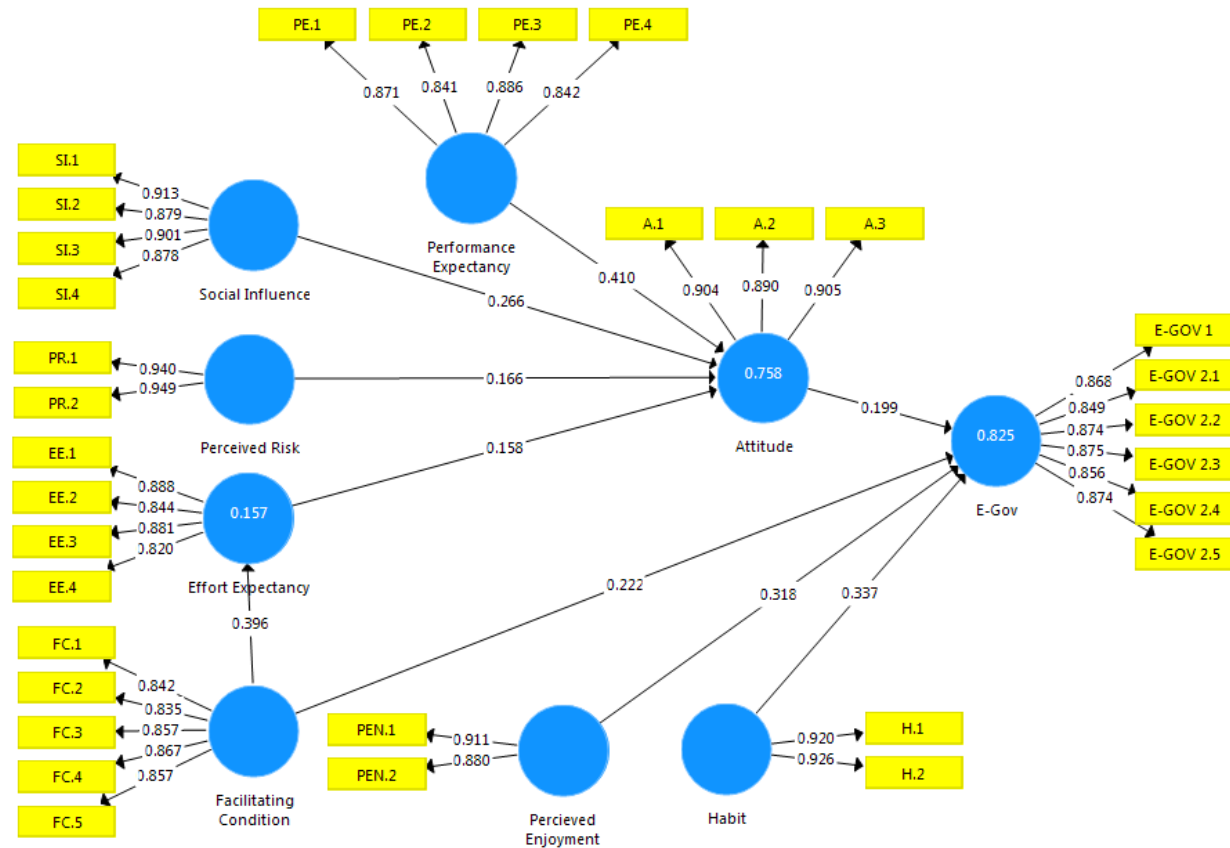 PE.1
PE.2
PE.3
PE.4
0.871
0.841
0.886
0.842
Performance
Expectancy
SI.1
SI.2
SI.3
SI.4
0.913
0.879
0.901
0.878
Social Influence
0.410
0.266
A.1
A.2
A.3
0.904
0.890
0.905
0.758
Attitude
PR.1
PR.2
0.940
0.949
Perceived Risk
0.166
EE.1
EE.2
EE.3
EE.4
0.888
0.844
0.881
0.820
0.157
Effort Expectancy
0.158
0.199
0.396
E-GOV 1
E-GOV 2.1
E-GOV 2.2
E-GOV 2.3
E-GOV 2.4
E-GOV 2.5
0.868
0.849
0.874
0.875
0.856
0.874
0.825
E-Gov
0.222
0.318
0.337
FC.1
FC.2
FC.3
FC.4
FC.5
0.842
0.835
0.857
0.867
0.857
Facilitating
Condition
PEN.1
PEN.2
0.911
0.880
Percieved
Enjoyment
H.1
H.2
0.920
0.926
Habit